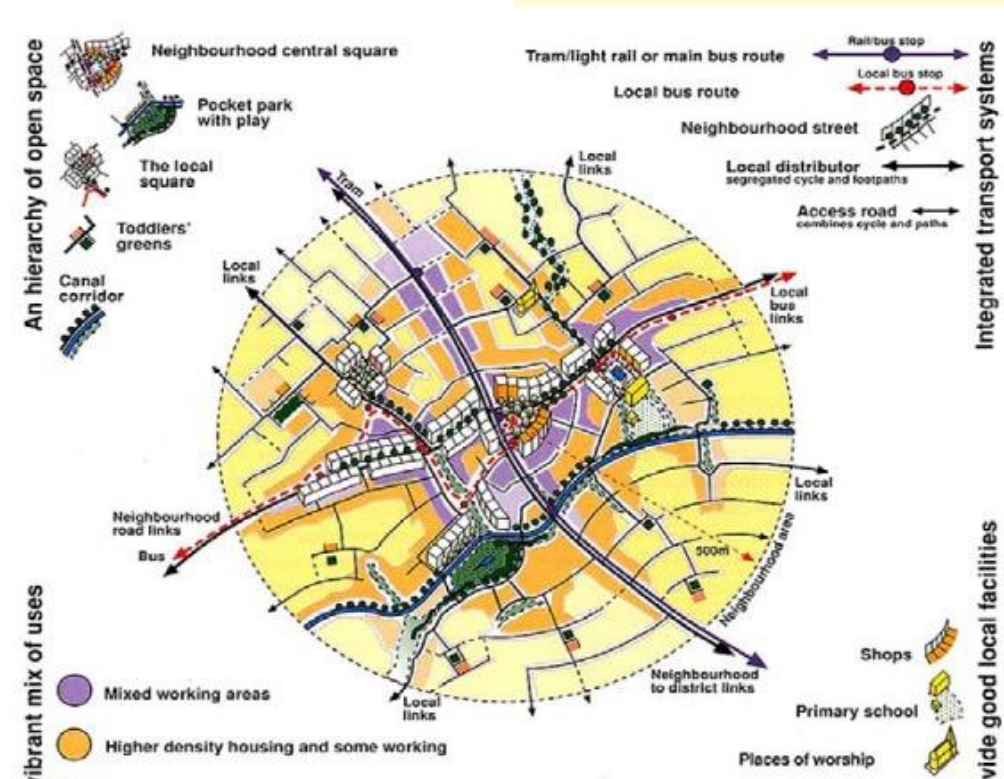 An hierarchy of open space
Neighbourhood central square
Pocket park
with play
The local
square
Toddlers'
greens
Canal
corridor
Integrated transport systems
Tram/light rail or main bus route
Rail/bus stop
Local bus route
Local bus stop
Neighbourhood street
Local distributor
segregated cycle and footpaths
Access road
combines cycle and paths
Tram
Local
links
Local
links
Local
bus
links
Local
links
500m
Neighbourhood area
Neighbourhood
road links
Bus
Local
links
Neighbourhood
to district links
vibrant mix of uses
Mixed working areas
Higher density housing and some working
vide good local facilities
Shops
Primary school
Places of worship